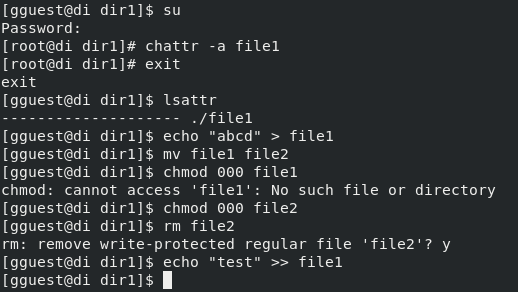 [gguest@di dir1]$ su
Password:
[root@di dir1]# chattr -a file1
[root@di dir1]# exit
exit
[gguest@di dir1]$ lsattr
-------------------- ./file1
[gguest@di dir1]$ echo "abcd" > file1
[gguest@di dir1]$ mv file1 file2
[gguest@di dir1]$ chmod 000 file1
chmod: cannot access 'file1': No such file or directory
[gguest@di dir1]$ chmod 000 file2
[gguest@di dir1]$ rm file2
rm: remove write-protected regular file 'file2'? y
[gguest@di dir1]$ echo "test" >> file1
[gguest@di dir1]$